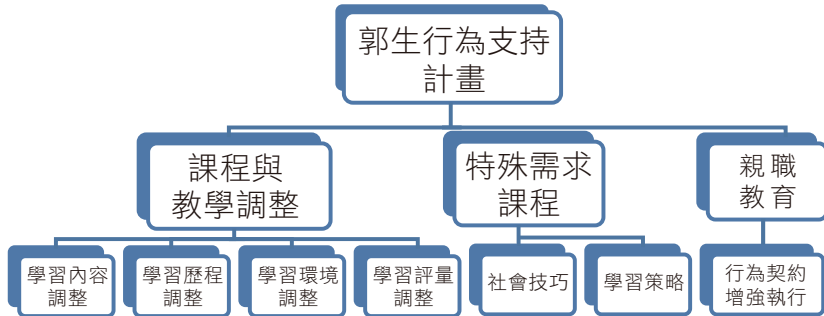 郭生行為支持
計畫
課程與
教學調整
特殊需求
課程
親職
教育
學習內容
調整
學習歷程
調整
學習環境
調整
學習評量
調整
社會技巧
學習策略
行為契約
增強執行